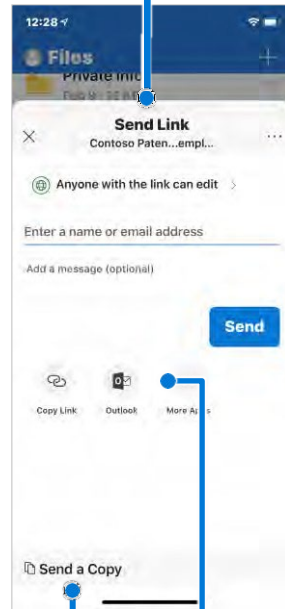 12:28
Files
Private Info
Send Link
Contoso Paten...empl...
Anyone with the link can edit
Enter a name or email address
Add a message (optional)
Send
Copy Link
Outlook
More Apps
Send a Copy